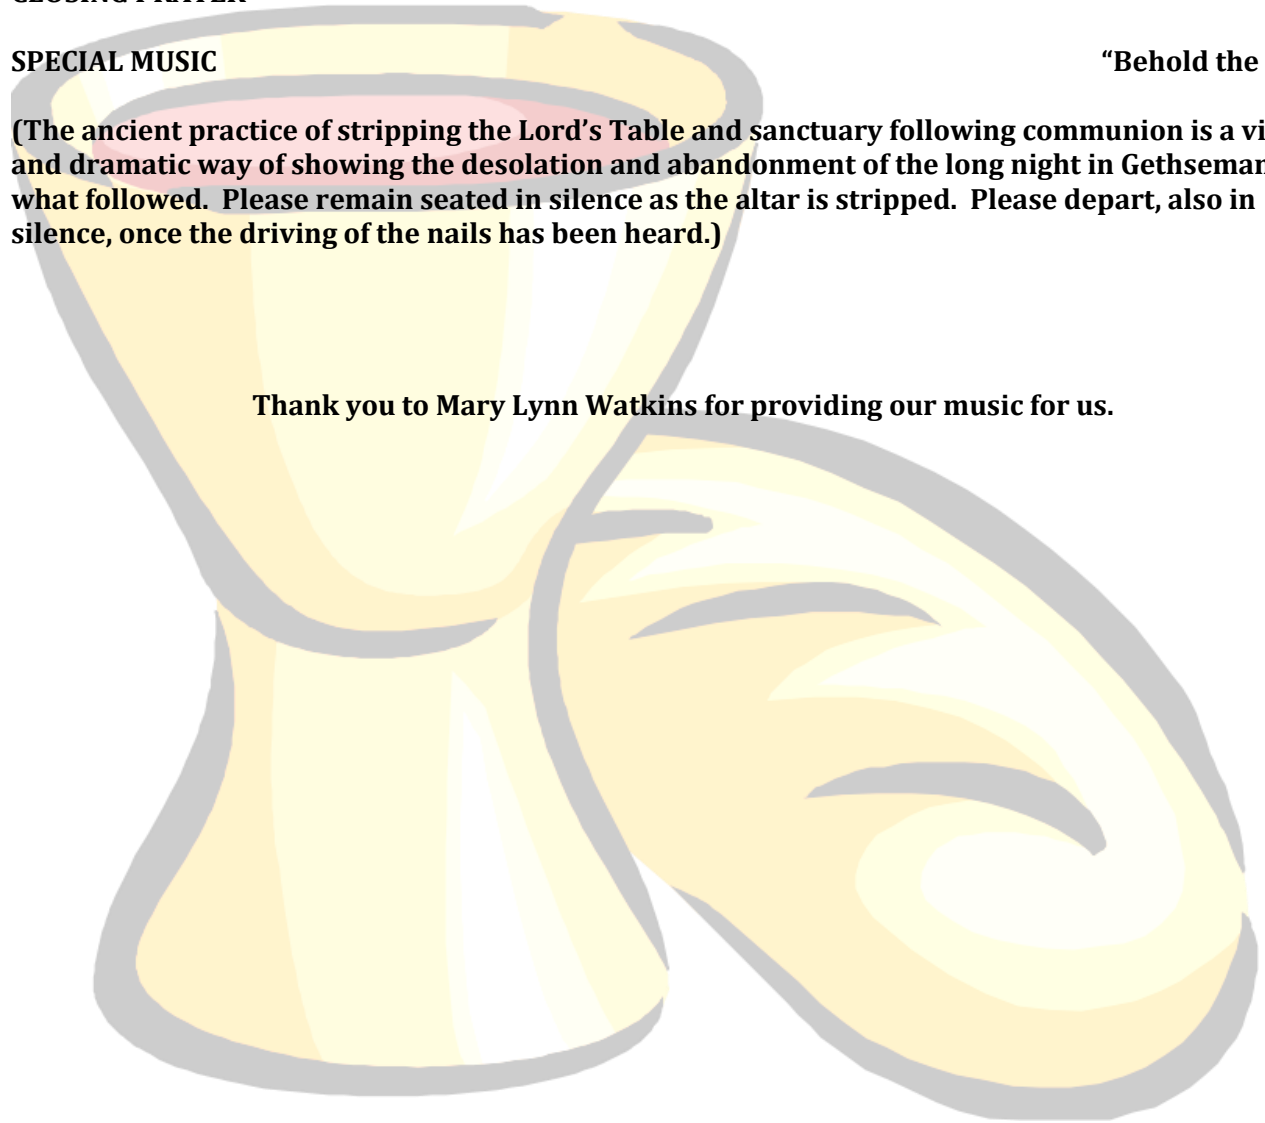 CLOSING PRAYER
SPECIAL MUSIC “Behold the
(The ancient practice of stripping the Lord’s Table and sanctuary following communion is a
and dramatic way of showing the desolation and abandonment of the long night in
what followed.  Please remain seated in silence as the altar is stripped.  Please depart, also in
silence, once the driving of the nails has been heard.)
Thank you to Mary Lynn Watkins for providing our music for us.